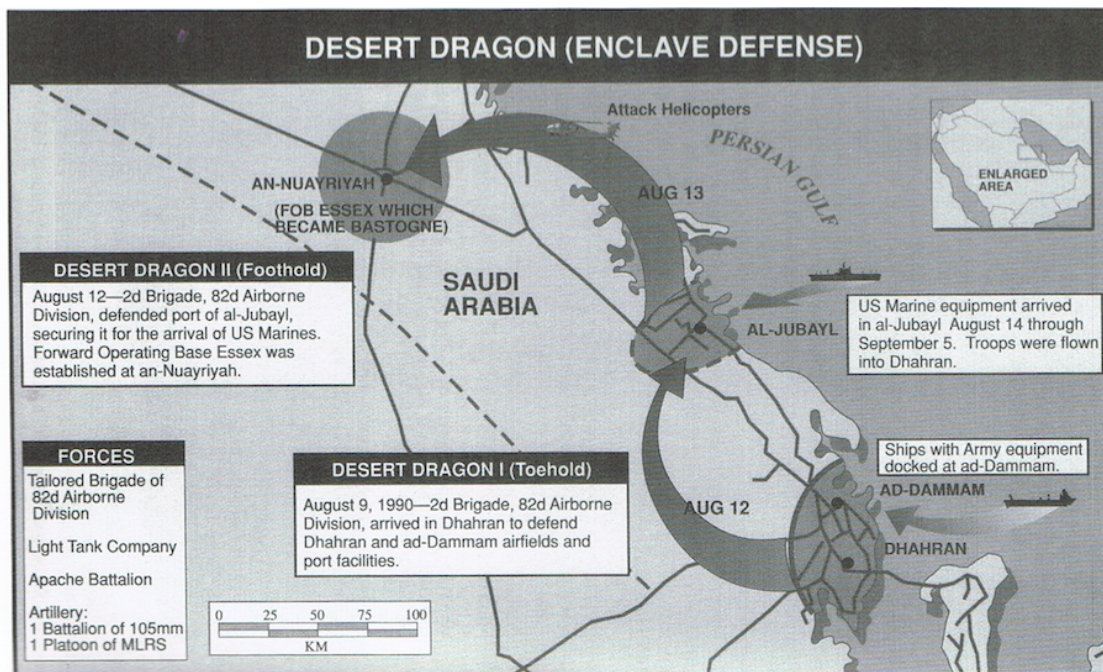 DESERT DRAGON (ENCLAVE DEFENSE)
Attack Helicopters
PERSIAN GULF
ENLARGED
AREA
AN-NUAYRIYAH
(FOB ESSEX WHICH
BECAME BASTOGNE)
AUG 13
DESERT DRAGON II (Foothold)
August 12—2d Brigade, 82d Airborne
Division, defended port of al-Jubayl,
securing it for the arrival of US Marines.
Forward Operating Base Essex was
established at an-Nuayriyah.
SAUDI
ARABIA
AL-JUBAYL
US Marine equipment arrived
in al-Jubayl August 14 through
September 5. Troops were flown
into Dhahran.
FORCES
Tailored Brigade of
82d Airborne
Division
Light Tank Company
Apache Battalion
Artillery:
1 Battalion of 105mm
1 Platoon of MLRS
DESERT DRAGON I (Toehold)
August 9, 1990—2d Brigade, 82d Airborne
Division, arrived in Dhahran to defend
Dhahran and ad-Dammam airfields and
port facilities.
AUG 12
Ships with Army equipment
docked at ad-Dammam.
AD-DAMMAM
DHAHRAN
0 25 50 75 100
KM